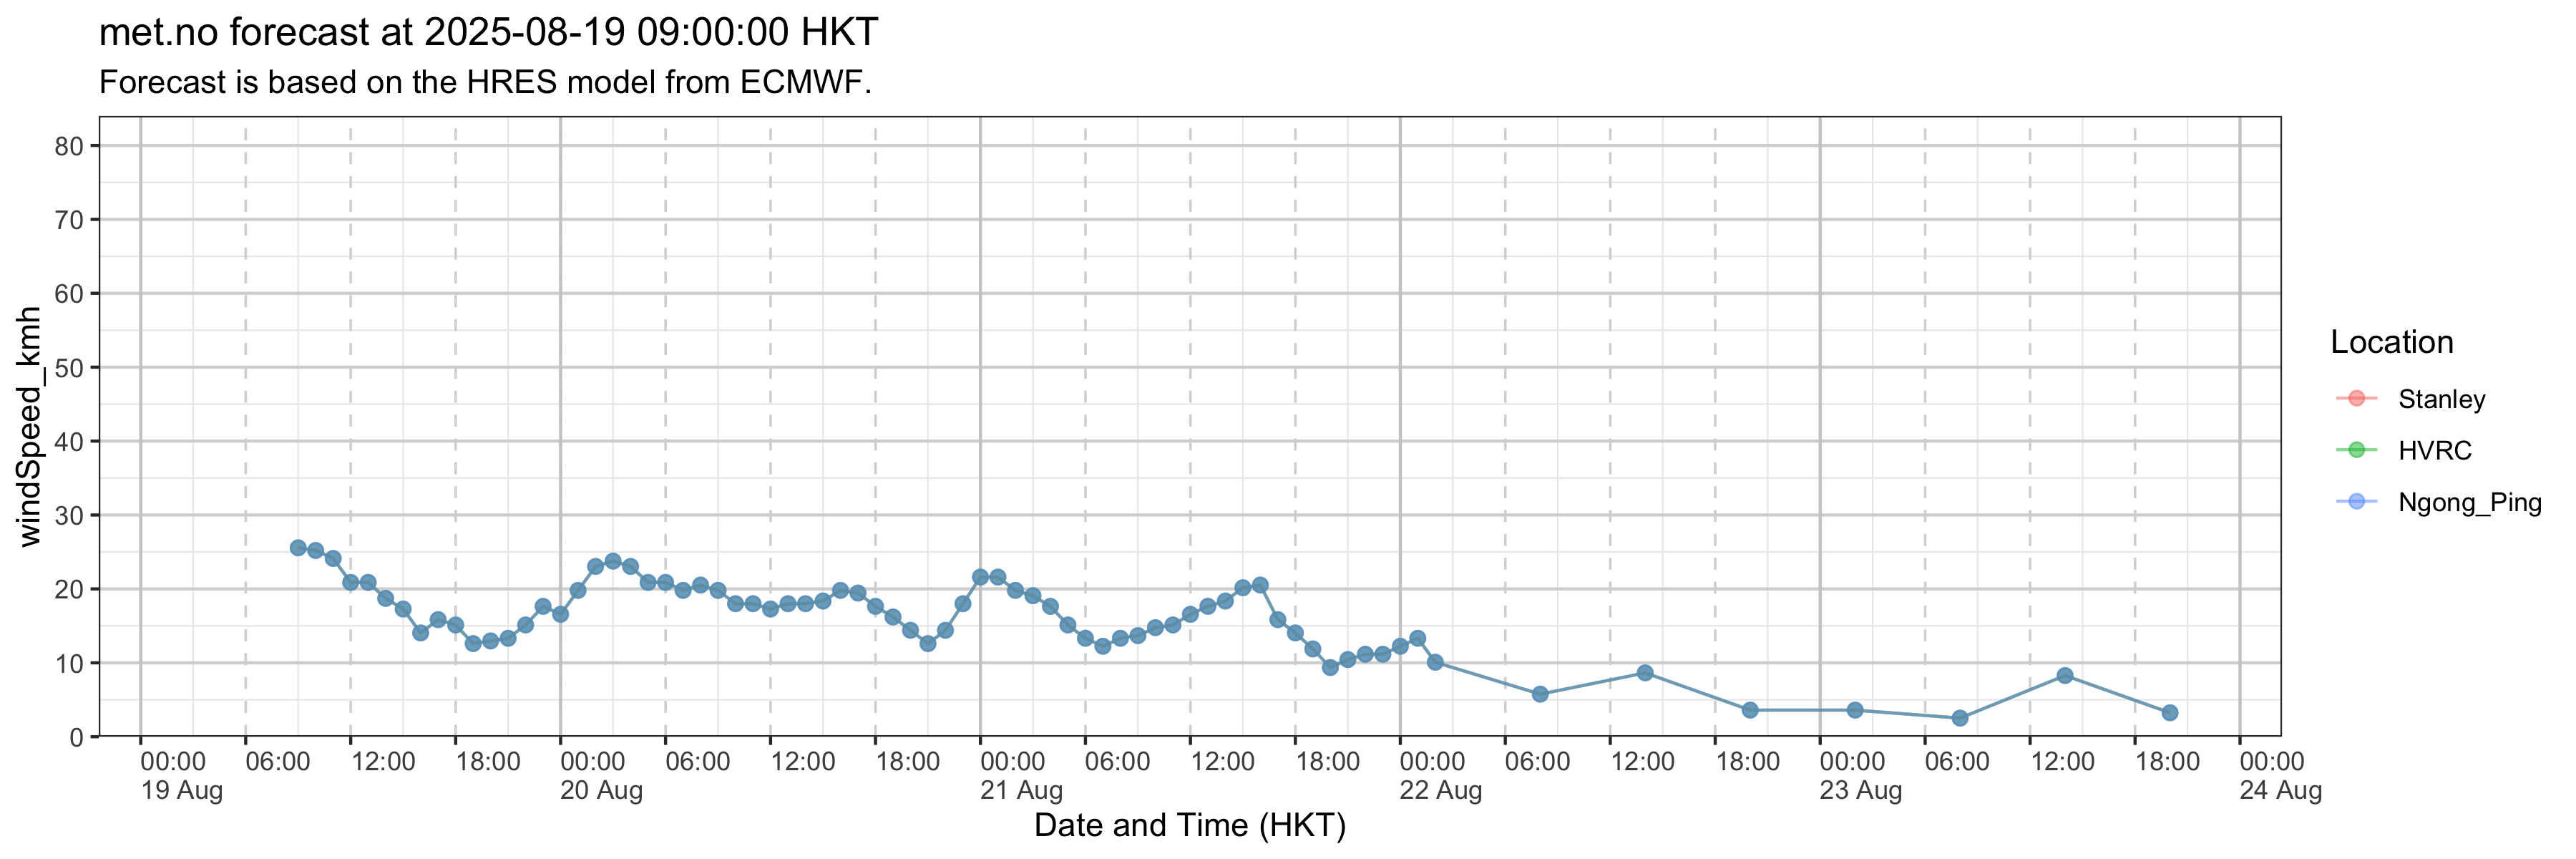 met.no forecast at 2025-08-19 09:00:00 HKT
Forecast is based on the HRES model from ECMWF.
windSpeed_kmh
80
70
60
50
40
30
20
10
0
00:00 06:00 12:00 18:00 00:00 06:00 12:00 18:00 00:00 06:00 12:00 18:00 00:00 06:00 12:00 18:00 00:00 06:00 12:00 18:00 00:00
19 Aug 20 Aug 21 Aug 22 Aug 23 Aug 24 Aug
Date and Time (HKT)
Location
Stanley
HVRC
Ngong_Ping